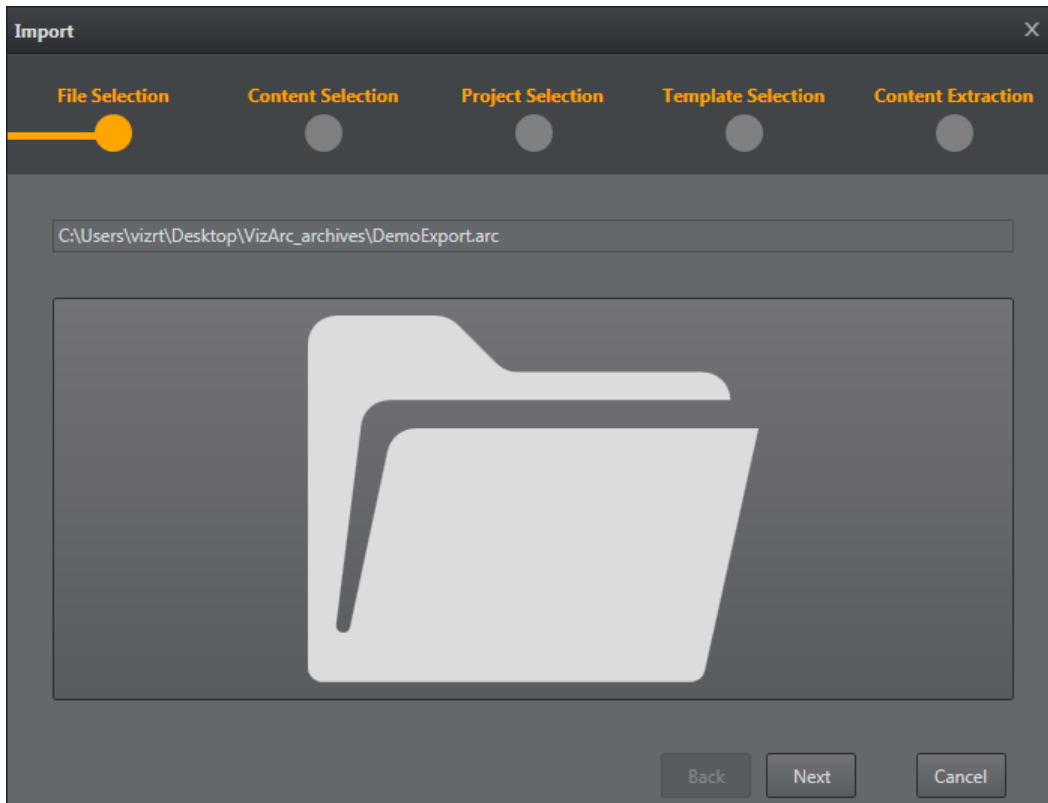 Import X
File Selection Content Selection Project Selection Template Selection Content Extraction
C:\Users\vizrt\Desktop\VizArc_archives\DemoExport.arc
Back Next Cancel